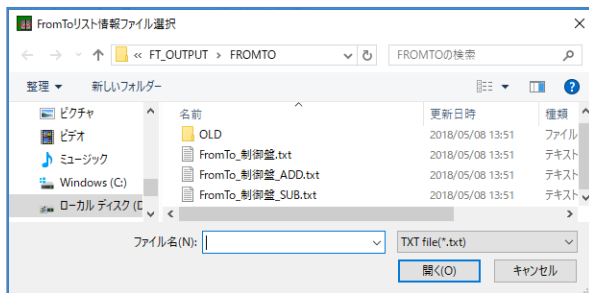 FromToリスト情報ファイル選択
« FT_OUTPUT > FROMTO
FROMTOの検索
整理 新しいフォルダー
名前 更新日時 種類
ピクチャ
ビデオ
ミュージック
Windows (C:)
ローカル ディスク (E
OLD 2018/05/08 13:51 ファイル
FromTo_制御盤.txt 2018/05/08 13:51 テキスト
FromTo_制御盤_ADD.txt 2018/05/08 13:51 テキスト
FromTo_制御盤_SUB.txt 2018/05/08 13:51 テキスト
ファイル名(N): TXT file(*.txt)
開く(O) キャンセル